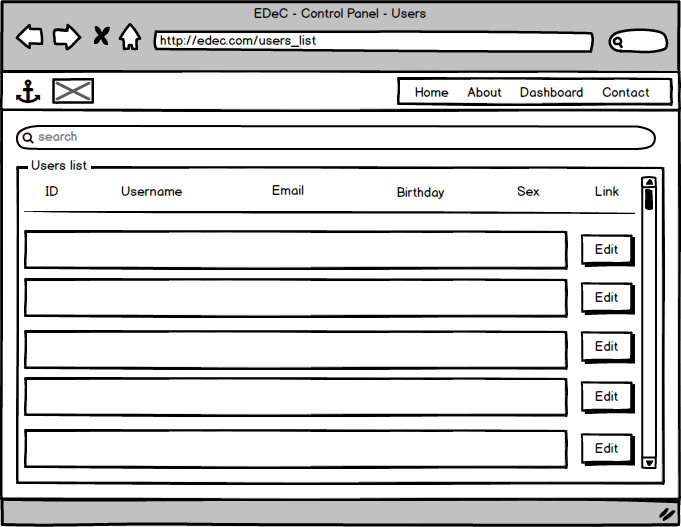 EDeC - Control Panel - Users
http://edec.com/users_list
Home About Dashboard Contact
search
Users list
ID Username Email Birthday Sex Link
Edit
Edit
Edit
Edit
Edit